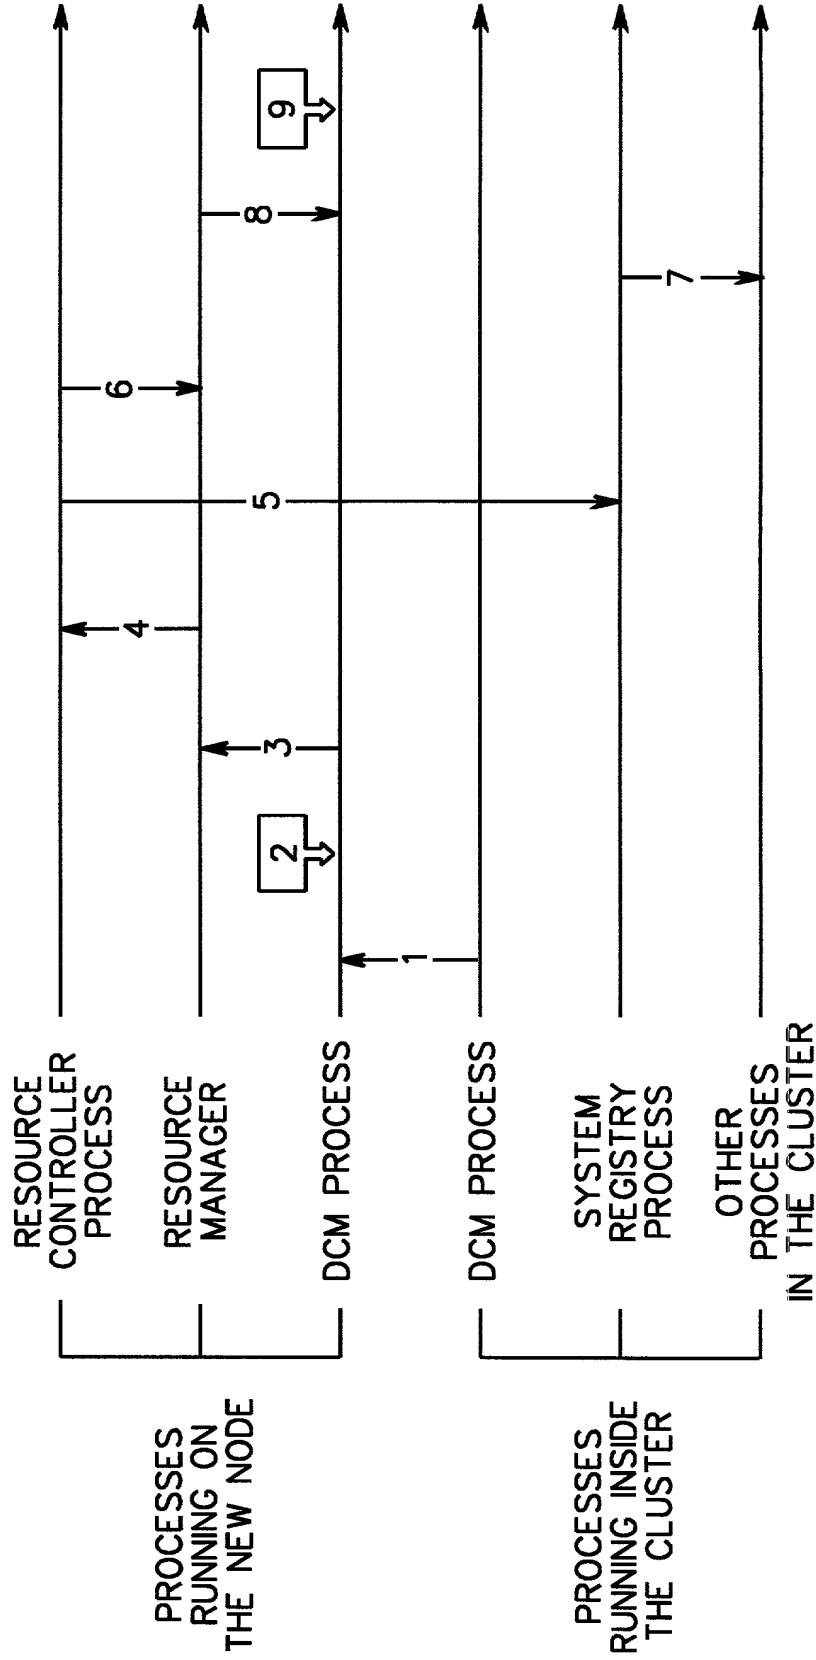 PROCESSES
RUNNING ON
THE NEW NODE
RESOURCE
CONTROLLER
PROCESS
RESOURCE
MANAGER
DCM PROCESS
PROCESSES
RUNNING INSIDE
THE CLUSTER
DCM PROCESS
SYSTEM
REGISTRY
PROCESS
OTHER
PROCESSES
IN THE CLUSTER
1
2
3
4
5
6
7
8
9